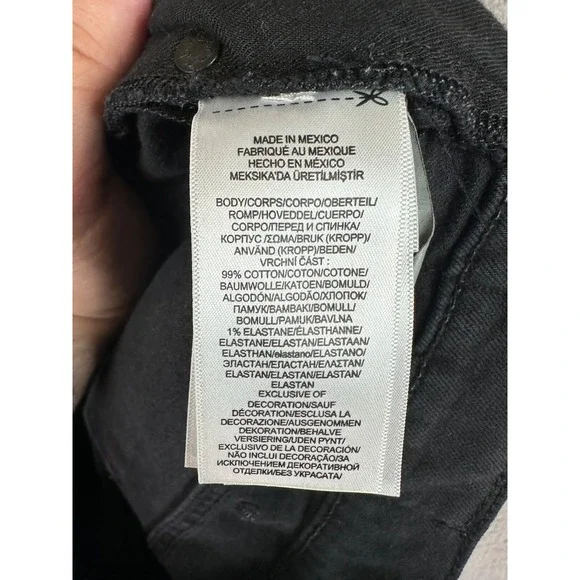 MADE IN MEXICO
FABRIQUÉ AU MEXIQUE
HECHO EN MÉXICO
MEKSIKA'DA ÜRETİLMİŞTİR
BODY/CORPS/CORPO/OBERTEIL/
ROMP/HOVEDDEL/CUERPO/
CORPO/ПЕРЕД И СПИНКА/
КОРПУС /ΣΩΜΑ/BRUK (KROPP)/
ANVÄND (KROPP)/BEDEN/
VRCHNÍ ČÁST :
99% COTTON/COTON/COTONE/
BAUMWOLLE/KATOEN/BOMULD/
ALGODÓN/ALGODÃO/ХЛОПОК/
ПАМУК/ΒΑΜΒΑΚΙ/BOMULL/
BOMULL/PAMUK/BAVLNA
1% ELASTANE/ÉLASTHANNE/
ELASTANE/ELASTAN/ELASTAAN/
ELASTHAN/elastano/ELASTANO/
ЭЛАСТАН/ЕЛАСТАН/ΕΛΑΣΤΑΝ/
ELASTAN/ELASTAN/ELASTAN/
ELASTAN
EXCLUSIVE OF
DECORATION/SAUF
DÉCORATION/ESCLUSA LA
DECORAZIONE/AUSGENOMMEN
DEKORATION/BEHALVE
VERSIERING/UDEN PYNT/
EXCLUSIVO DE LA DECORACIÓN/
NÃO INCLUI DECORAÇÃO/ЗА
ИСКЛЮЧЕНИЕМ ДЕКОРАТИВНОЙ
ОТДЕЛКИ/БЕЗ УКРАСАТА/